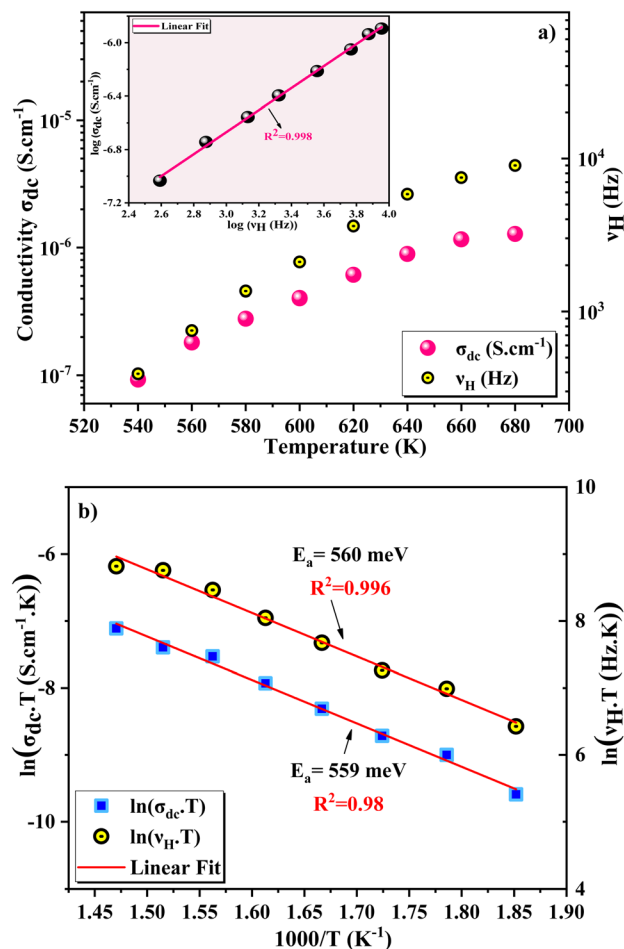 a)
Linear Fit
R²=0.998
log (σdc (S.cm⁻¹))
-6.0
-6.4
-6.8
-7.2
2.4 2.6 2.8 3.0 3.2 3.4 3.6 3.8 4.0
log (νH (Hz))
Conductivity σdc (S.cm⁻¹)
10⁻⁵
10⁻⁶
10⁻⁷
νH (Hz)
10⁴
10³
σdc (S.cm⁻¹)
νH (Hz)
520 540 560 580 600 620 640 660 680 700
Temperature (K)
b)
ln(σdc.T (S.cm⁻¹.K))
-6
-8
-10
ln(νH.T (Hz.K))
10
8
6
4
Ea= 560 meV
R²=0.996
Ea= 559 meV
R²=0.98
ln(σdc.T)
ln(νH.T)
Linear Fit
1.45 1.50 1.55 1.60 1.65 1.70 1.75 1.80 1.85 1.90
1000/T (K⁻¹)